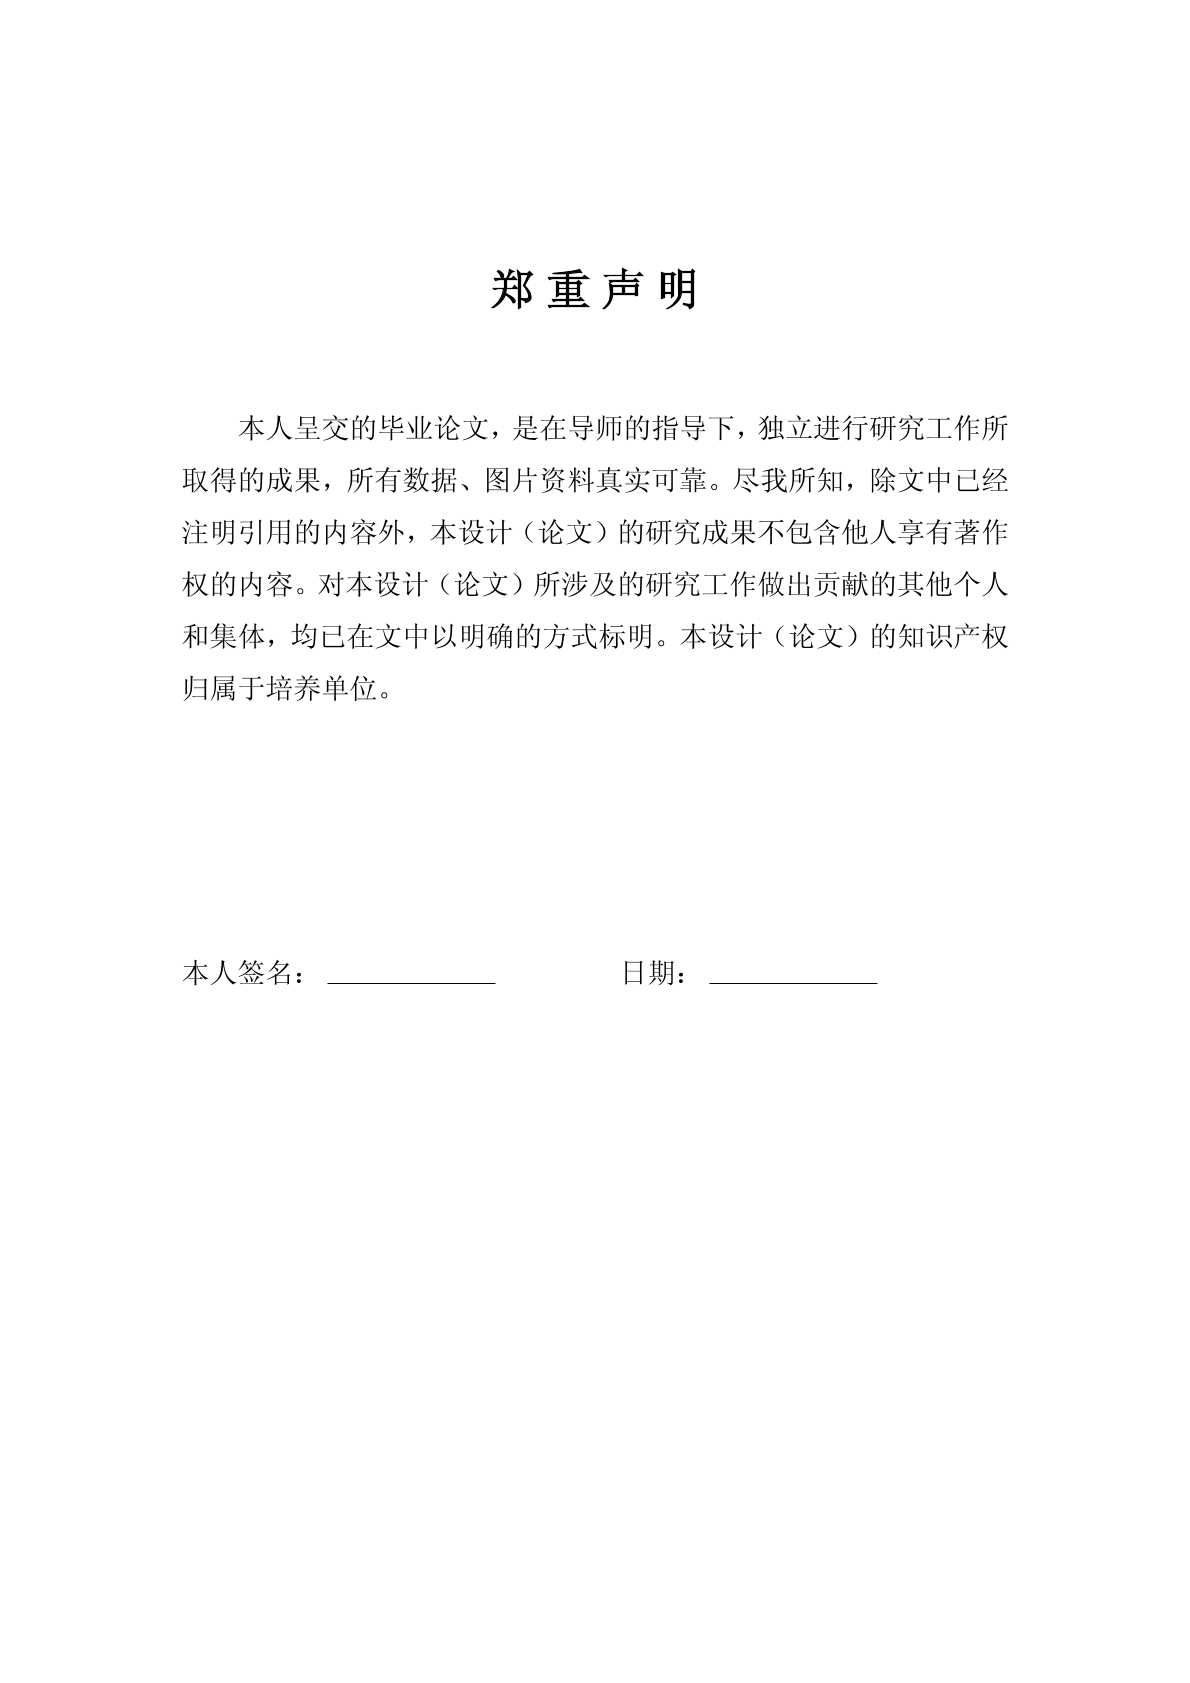 郑重声明
本人呈交的毕业论文，是在导师的指导下，独立进行研究工作所
取得的成果，所有数据、图片资料真实可靠。尽我所知，除文中已经
注明引用的内容外，本设计（论文）的研究成果不包含他人享有著作
权的内容。对本设计（论文）所涉及的研究工作做出贡献的其他个人
和集体，均已在文中以明确的方式标明。本设计（论文）的知识产权
归属于培养单位。
本人签名：____________ 日期：____________